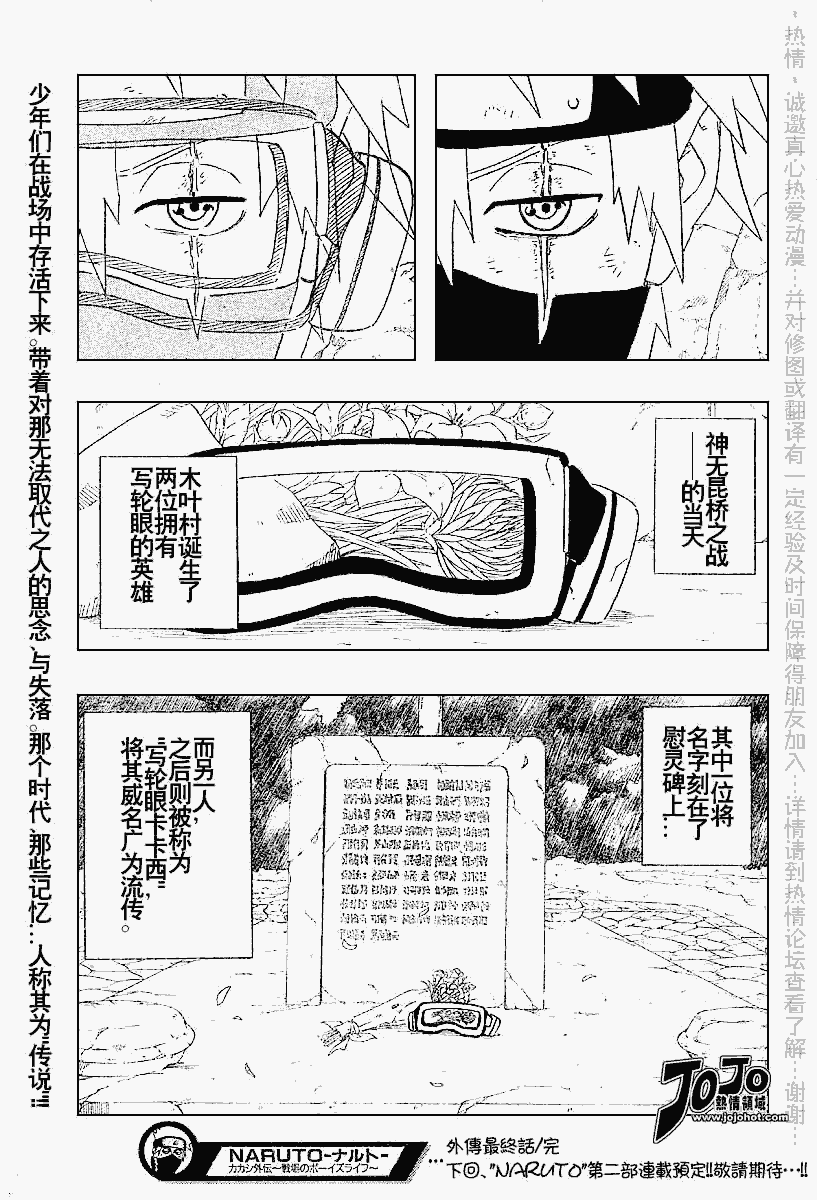 、热情、诚邀真心热爱动漫…并对修图或翻译有一定经验及时间保障得朋友加入…详情请到热情论坛查看了解…谢谢…
神无昆桥之战
──的当天
木叶村诞生了
两位拥有
写轮眼的英雄
其中一位将
名字刻在了
慰灵碑上…
而另一人，
之后则被称为
“写轮眼卡卡西”，
将其威名广为流传。
少年们在战场中存活下来。带着对那无法取代之人的思念、与失落。那个时代、那些记忆…人称其为“传说”!!
JOJO
热情领域
www.jojohot.com
NARUTO-ナルト-
カカシ外伝～戦場のボーイズライフ～
…外傳最終話/完
下回、"NARUTO"第二部連載預定!!敬請期待…!!